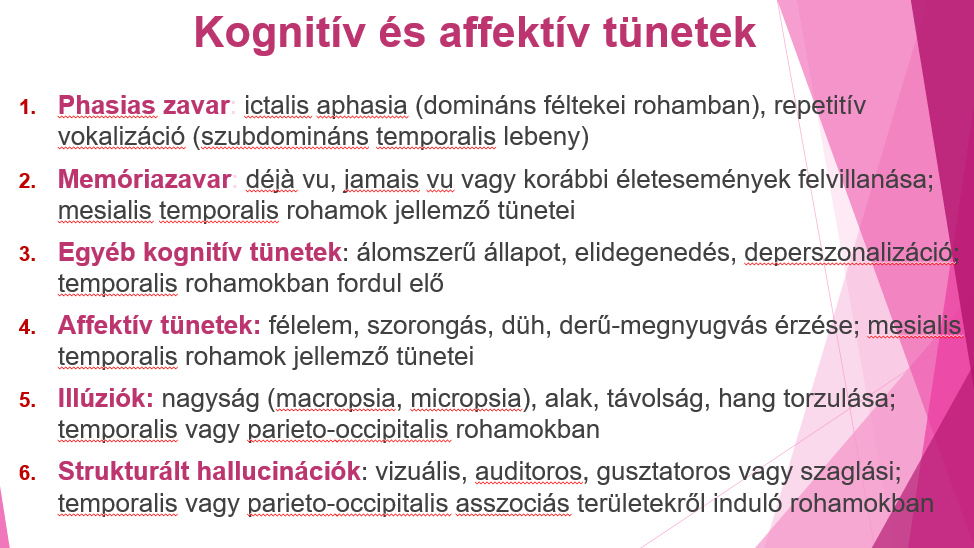 Kognitív és affektív tünetek
1. Phasias zavar: ictalis aphasia (domináns féltekei rohamban), repetitív
vokalizáció (szubdomináns temporalis lebeny)
2. Memóriazavar: déjà vu, jamais vu vagy korábbi életesemények felvillanása;
mesialis temporalis rohamok jellemző tünetei
3. Egyéb kognitív tünetek: álomszerű állapot, elidegenedés, deperszonalizáció;
temporalis rohamokban fordul elő
4. Affektív tünetek: félelem, szorongás, düh, derű-megnyugvás érzése; mesialis
temporalis rohamok jellemző tünetei
5. Illúziók: nagyság (macropsia, micropsia), alak, távolság, hang torzulása;
temporalis vagy parieto-occipitalis rohamokban
6. Strukturált hallucinációk: vizuális, auditoros, gusztatoros vagy szaglási;
temporalis vagy parieto-occipitalis asszociás területekről induló rohamokban